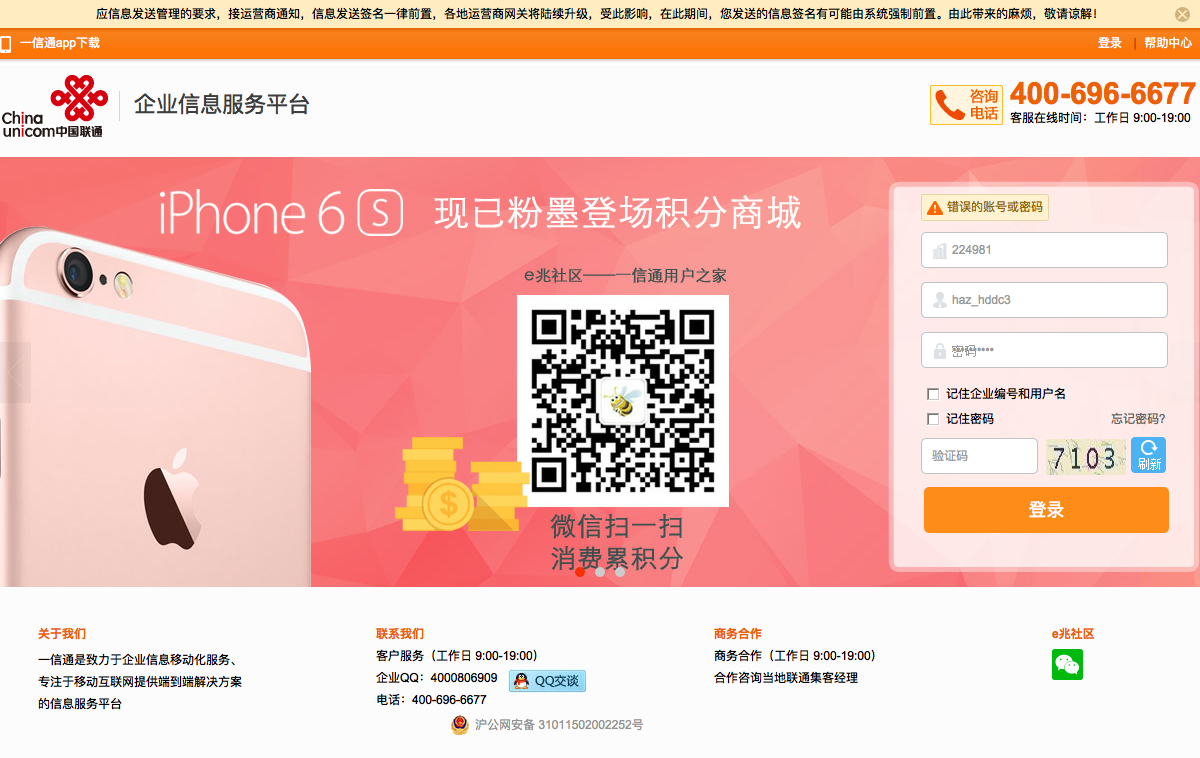 应信息发送管理的要求，接运营商通知，信息发送签名一律前置，各地运营商网关将陆续升级，受此影响，在此期间，您发送的信息签名有可能由系统强制前置。由此带来的麻烦，敬请谅解！
一信通app下载
登录 | 帮助中心
China
unicom中国联通
企业信息服务平台
咨询
电话
400-696-6677
客服在线时间：工作日 9:00-19:00
iPhone 6 S 现已粉墨登场积分商城
e兆社区——一信通用户之家
微信扫一扫
消费累积分
错误的账号或密码
224981
haz_hddc3
密码****
记住企业编号和用户名
记住密码
忘记密码?
验证码
7103
刷新
登录
关于我们
一信通是致力于企业信息移动化服务、
专注于移动互联网提供端到端解决方案
的信息服务平台
联系我们
客户服务（工作日 9:00-19:00）
企业QQ：4000806909
QQ交谈
电话：400-696-6677
商务合作
商务合作（工作日 9:00-19:00）
合作咨询当地联通集客经理
e兆社区
沪公网安备 31011502002252号